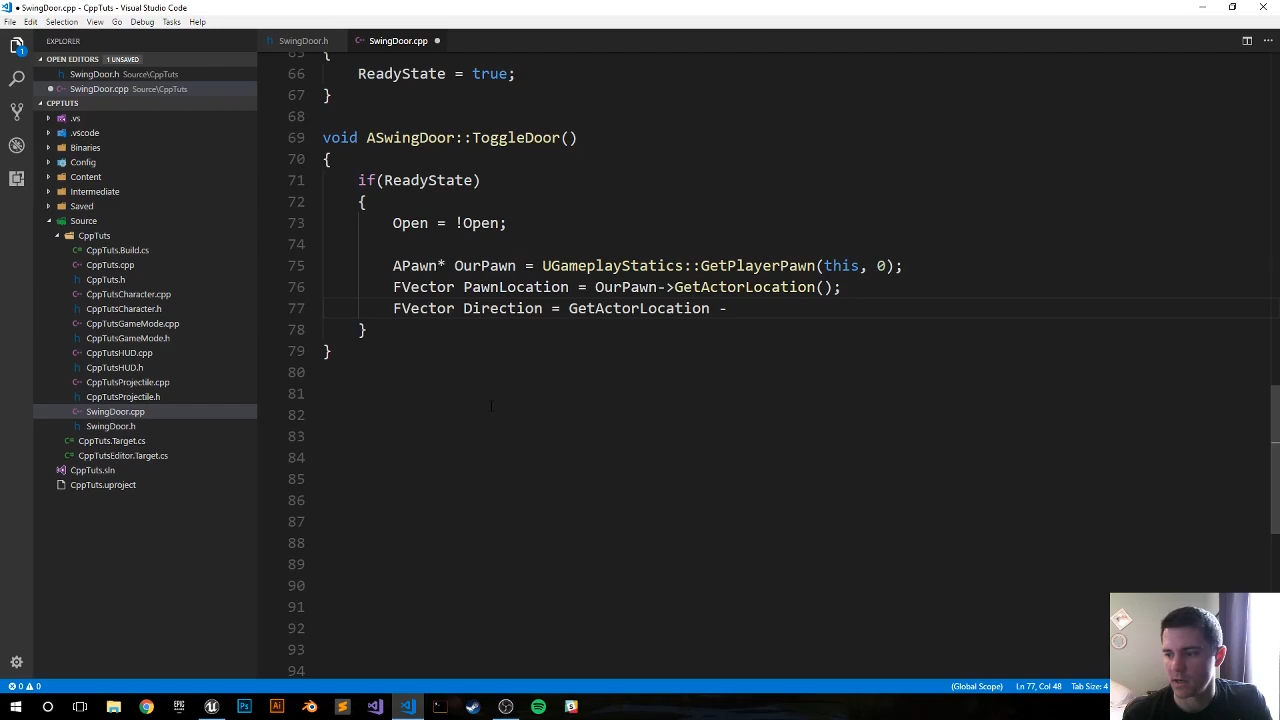 SwingDoor.cpp - CppTuts - Visual Studio Code
File Edit Selection View Go Debug Tasks Help
EXPLORER
SwingDoor.h
SwingDoor.cpp
OPEN EDITORS 1 UNSAVED
SwingDoor.h Source\CppTuts
SwingDoor.cpp Source\CppTuts
CPPTUTS
.vs
.vscode
Binaries
Config
Content
Intermediate
Saved
Source
CppTuts
CppTuts.Build.cs
CppTuts.cpp
CppTuts.h
CppTutsCharacter.cpp
CppTutsCharacter.h
CppTutsGameMode.cpp
CppTutsGameMode.h
CppTutsHUD.cpp
CppTutsHUD.h
CppTutsProjectile.cpp
CppTutsProjectile.h
SwingDoor.cpp
SwingDoor.h
CppTuts.Target.cs
CppTutsEditor.Target.cs
CppTuts.sln
CppTuts.uproject
65 {
66 ReadyState = true;
67 }
68
69 void ASwingDoor::ToggleDoor()
70 {
71 if(ReadyState)
72 {
73 Open = !Open;
74
75 APawn* OurPawn = UGameplayStatics::GetPlayerPawn(this, 0);
76 FVector PawnLocation = OurPawn->GetActorLocation();
77 FVector Direction = GetActorLocation -
78 }
79 }
80
81
82
83
84
85
86
87
88
89
90
91
92
93
94
0 0 (Global Scope) Ln 77, Col 48 Tab Size: 4